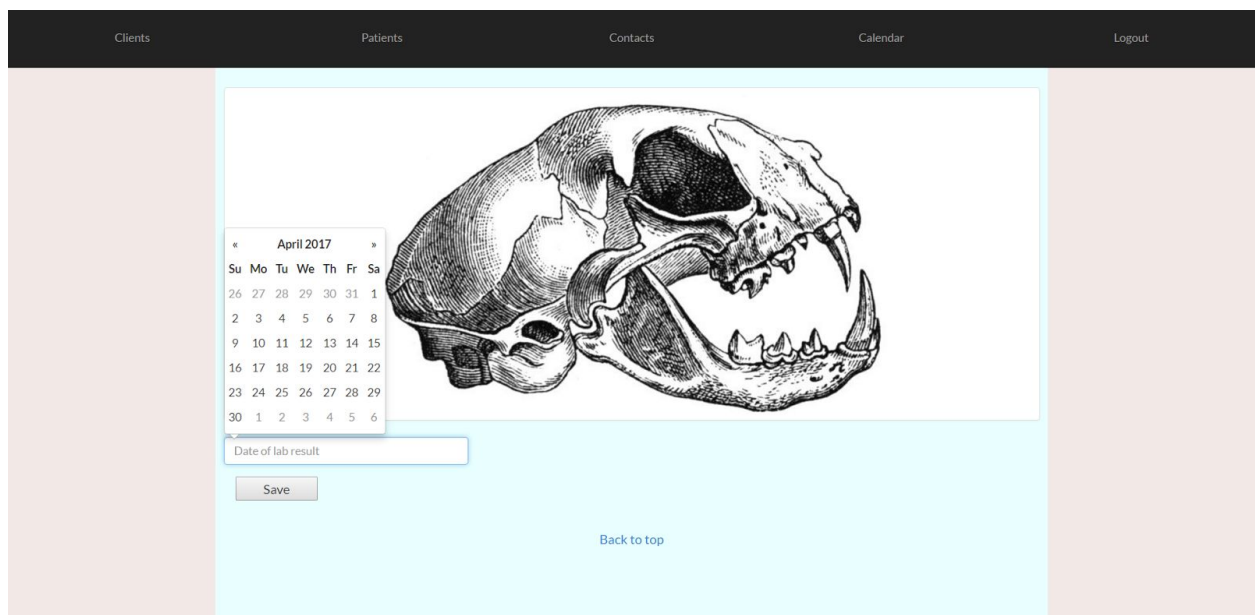 Clients Patients Contacts Calendar Logout
« April 2017 »
Su Mo Tu We Th Fr Sa
26 27 28 29 30 31 1
2 3 4 5 6 7 8
9 10 11 12 13 14 15
16 17 18 19 20 21 22
23 24 25 26 27 28 29
30 1 2 3 4 5 6
Date of lab result
Save
Back to top